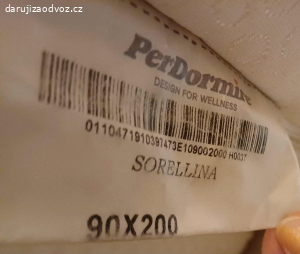 darujizaodvoz.cz
PerDormire
DESIGN FOR WELLNESS
SORELLINA
90X200